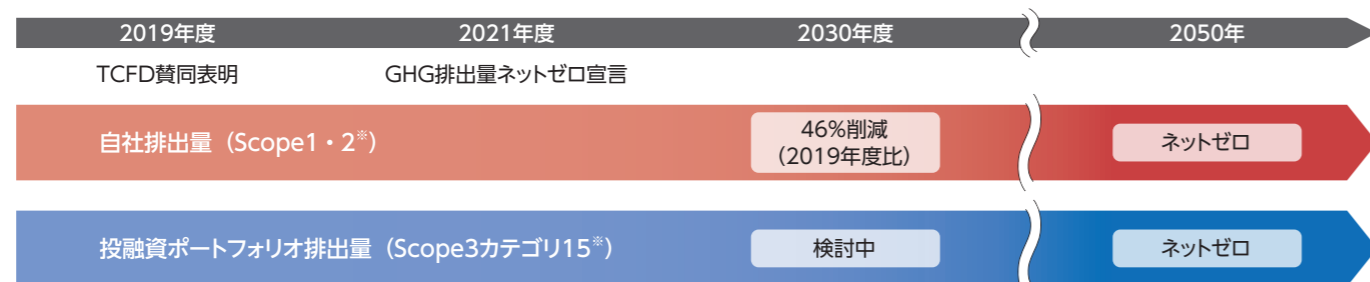 2019年度 2021年度 2030年度 2050年
TCFD賛同表明 GHG排出量ネットゼロ宣言
自社排出量（Scope1・2※）
46%削減
（2019年度比）
ネットゼロ
投融資ポートフォリオ排出量（Scope3カテゴリ15※） 検討中 ネットゼロ